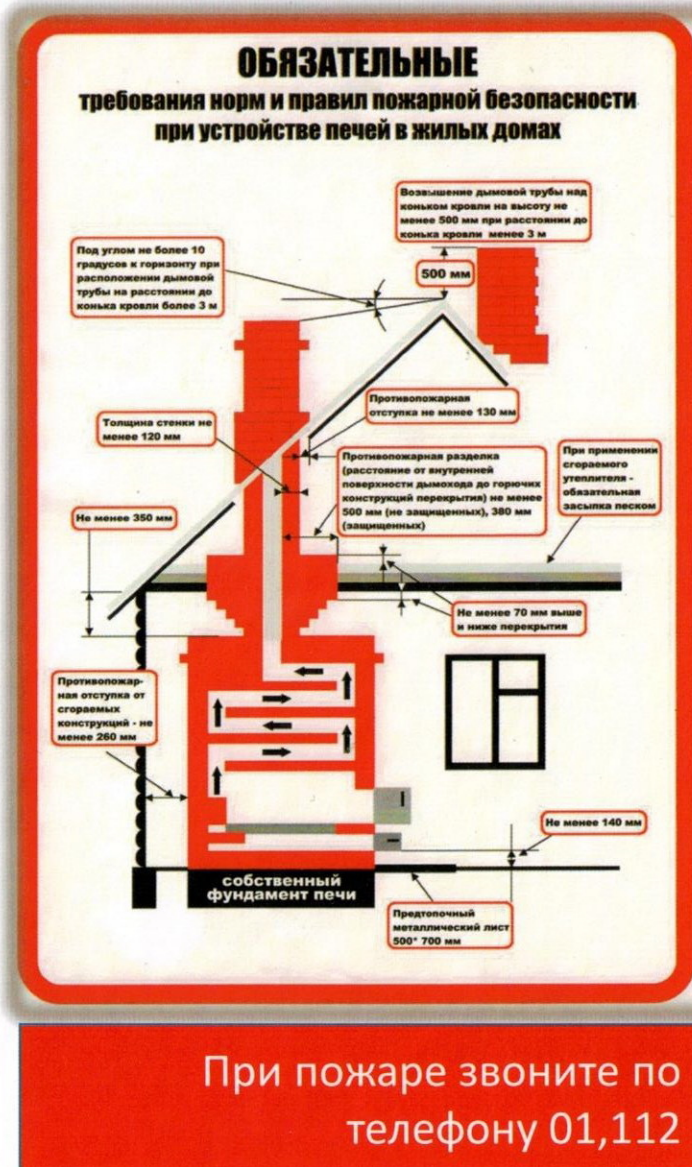 ОБЯЗАТЕЛЬНЫЕ
требования норм и правил пожарной безопасности
при устройстве печей в жилых домах
Возвышение дымовой трубы над
коньком кровли на высоту не
менее 500 мм при расстоянии до
конька кровли менее 3 м
Под углом не более 10
градусов к горизонту при
расположении дымовой
трубы на расстоянии до
конька кровли более 3 м
500 мм
Противопожарная
отступка не менее 130 мм
Толщина стенки не
менее 120 мм
Противопожарная разделка
(расстояние от внутренней
поверхности дымохода до горючих
конструкций перекрытия) не менее
500 мм (не защищенных), 380 мм
(защищенных)
При применении
сгораемого
утеплителя -
обязательная
засыпка песком
Не менее 350 мм
Не менее 70 мм выше
и ниже перекрытия
Противопожар-
ная отступка от
сгораемых
конструкций - не
менее 260 мм
Не менее 140 мм
собственный
фундамент печи
Предтопочный
металлический лист
500* 700 мм
При пожаре звоните по
телефону 01,112